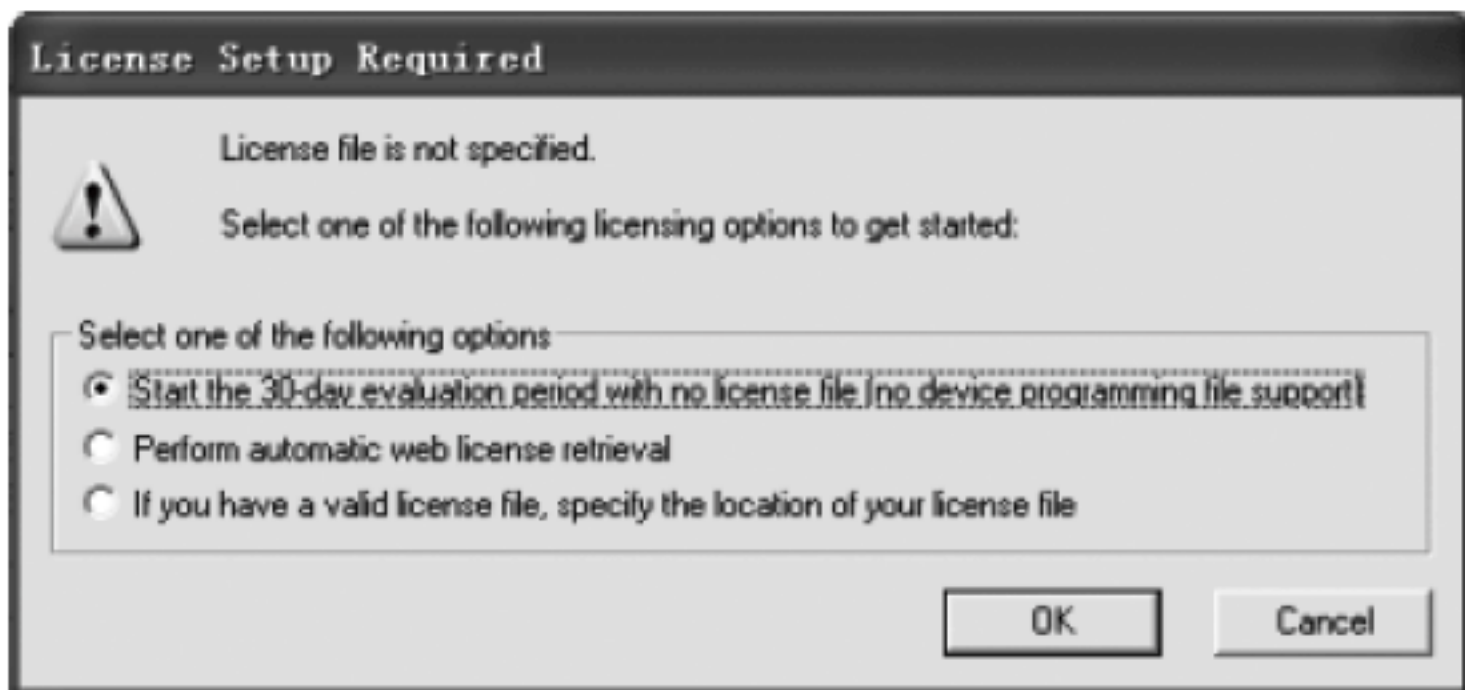 License Setup Required
License file is not specified.
Select one of the following licensing options to get started:
Select one of the following options
Start the 30-day evaluation period with no license file (no device programming file support)
Perform automatic web license retrieval
If you have a valid license file, specify the location of your license file
OK
Cancel